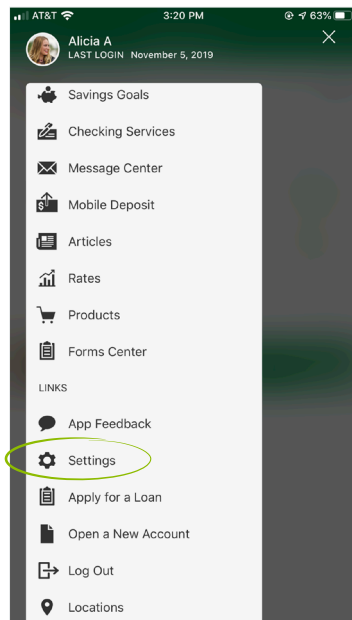 AT&T 3:20 PM 63%
Alicia A
LAST LOGIN November 5, 2019
Savings Goals
Checking Services
Message Center
$
Mobile Deposit
Articles
Rates
Products
Forms Center
LINKS
App Feedback
Settings
Apply for a Loan
Open a New Account
Log Out
Locations